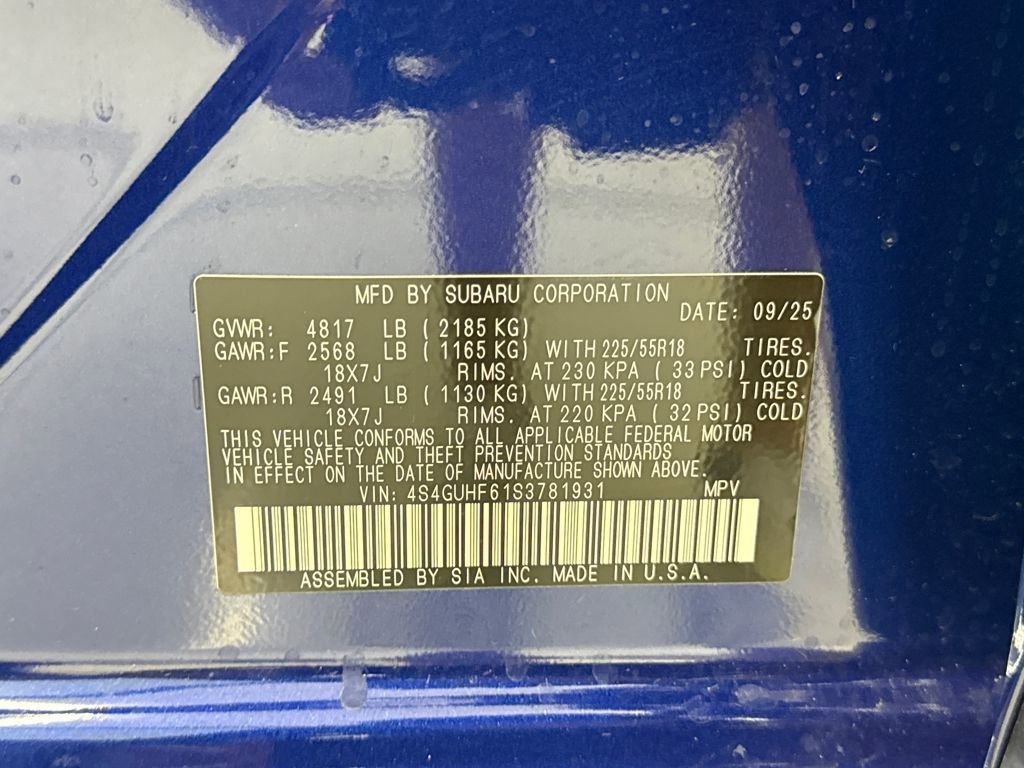 MFD BY SUBARU CORPORATION
DATE: 09/25
GVWR: 4817 LB ( 2185 KG)
GAWR:F 2568 LB ( 1165 KG) WITH 225/55R18 TIRES.
18X7J RIMS. AT 230 KPA ( 33 PSI) COLD
GAWR:R 2491 LB ( 1130 KG) WITH 225/55R18 TIRES.
18X7J RIMS. AT 220 KPA ( 32 PSI) COLD
THIS VEHICLE CONFORMS TO ALL APPLICABLE FEDERAL MOTOR
VEHICLE SAFETY AND THEFT PREVENTION STANDARDS
IN EFFECT ON THE DATE OF MANUFACTURE SHOWN ABOVE.
VIN: 4S4GUHF61S3781931 MPV
ASSEMBLED BY SIA INC. MADE IN U.S.A.